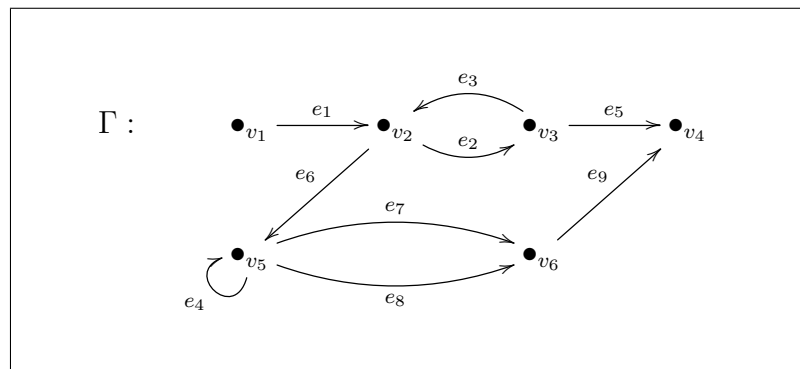 e₃
Γ : v₁ e₁ v₂ e₂ v₃ e₅ v₄
e₆ e₉
e₇
v₅ v₆
e₄ e₈